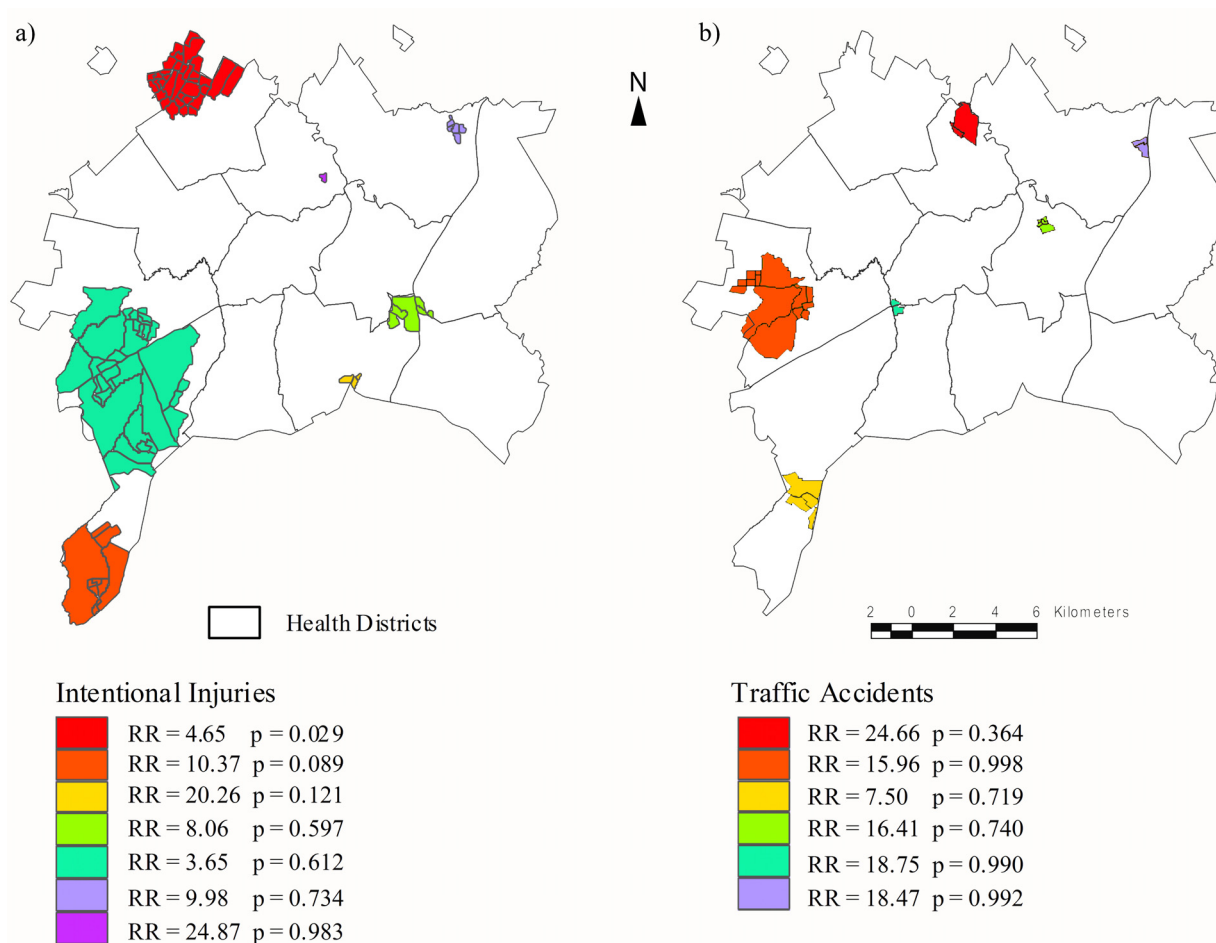 a)
b)
N
Health Districts
2 0 2 4 6 Kilometers
Intentional Injuries
RR = 4.65 p = 0.029
RR = 10.37 p = 0.089
RR = 20.26 p = 0.121
RR = 8.06 p = 0.597
RR = 3.65 p = 0.612
RR = 9.98 p = 0.734
RR = 24.87 p = 0.983
Traffic Accidents
RR = 24.66 p = 0.364
RR = 15.96 p = 0.998
RR = 7.50 p = 0.719
RR = 16.41 p = 0.740
RR = 18.75 p = 0.990
RR = 18.47 p = 0.992